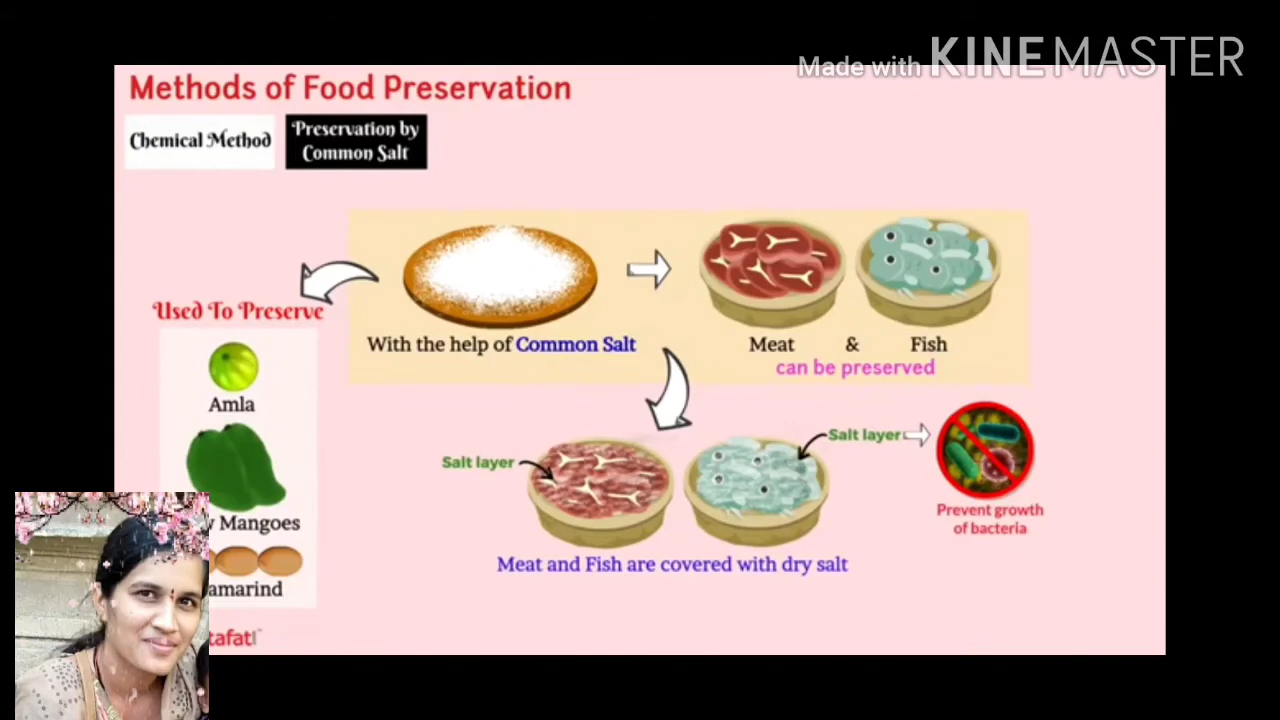 Made with KINEMASTER
Methods of Food Preservation
Chemical Method
Preservation by
Common Salt
Used To Preserve
With the help of Common Salt
Meat & Fish
can be preserved
Amla
Salt layer
Salt layer
Mangoes
amarind
Prevent growth
of bacteria
Meat and Fish are covered with dry salt